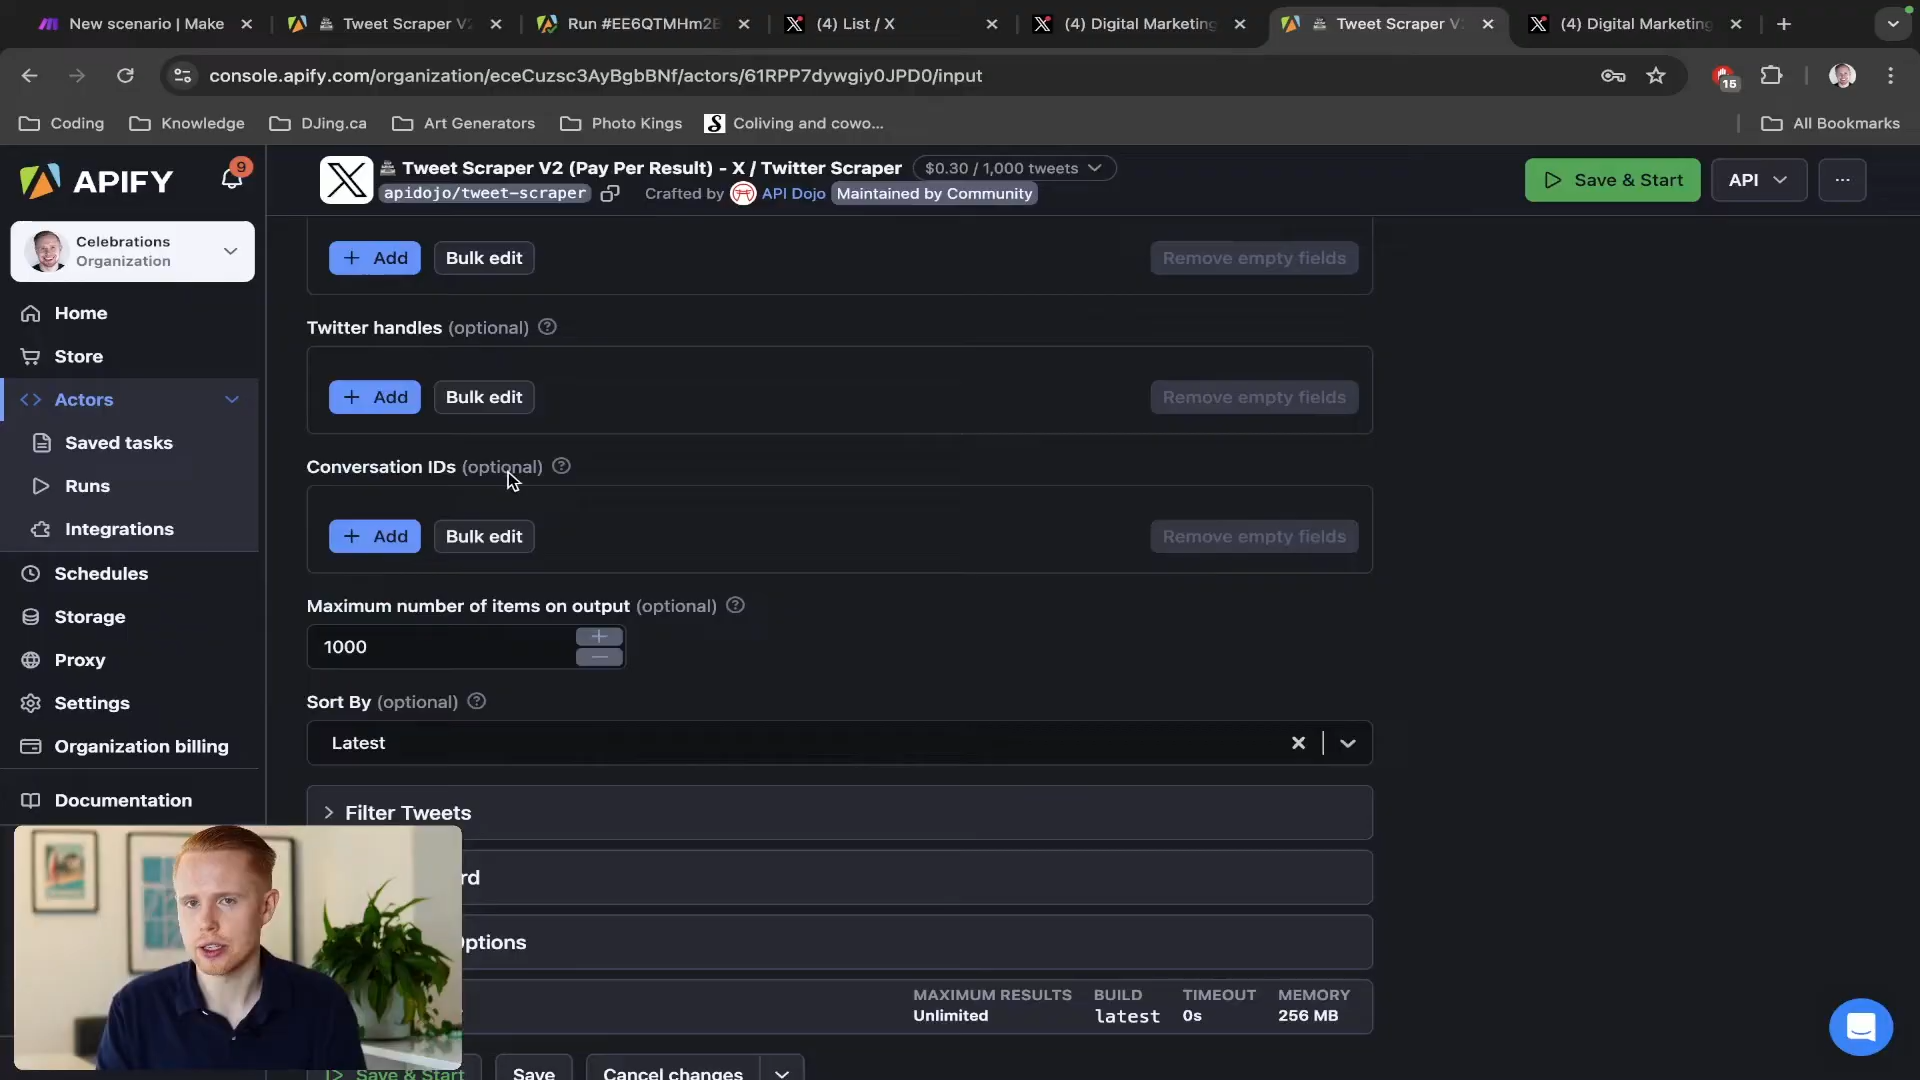 New scenario | Make
Tweet Scraper V2
Run #EE6QTMHm2E
(4) List / X
(4) Digital Marketing
Tweet Scraper V2
(4) Digital Marketing
console.apify.com/organization/eceCuzsc3AyBgbBNf/actors/61RPP7dywgiy0JPD0/input
15
Coding
Knowledge
DJing.ca
Art Generators
Photo Kings
S
Coliving and cowo...
All Bookmarks
APIFY
9
Celebrations
Organization
Home
Store
Actors
Saved tasks
Runs
Integrations
Schedules
Storage
Proxy
Settings
Organization billing
Documentation
Tweet Scraper V2 (Pay Per Result) - X / Twitter Scraper
$0.30 / 1,000 tweets
apidojo/tweet-scraper
Crafted by API Dojo Maintained by Community
Save & Start
API
...
+ Add
Bulk edit
Remove empty fields
Twitter handles (optional)
+ Add
Bulk edit
Remove empty fields
Conversation IDs (optional)
+ Add
Bulk edit
Remove empty fields
Maximum number of items on output (optional)
1000
Sort By (optional)
Latest
Filter Tweets
rd
Options
MAXIMUM RESULTS
Unlimited
BUILD
latest
TIMEOUT
0s
MEMORY
256 MB
Save & Start
Save
Cancel changes